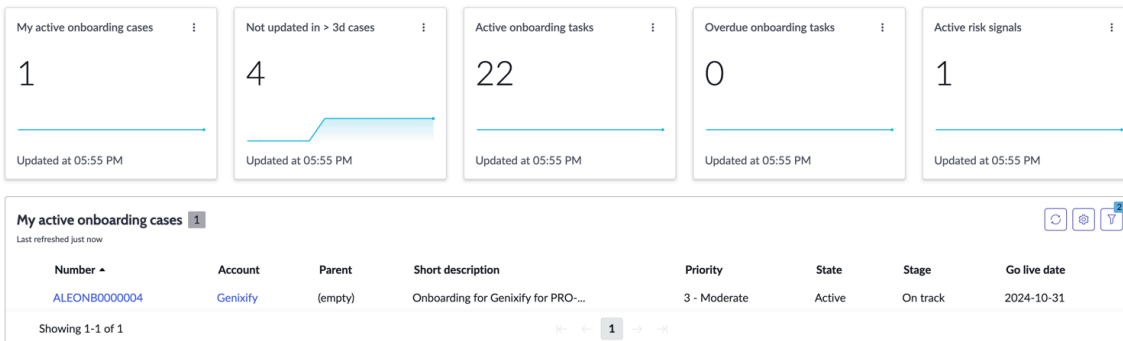 My active onboarding cases
Not updated in > 3d cases
Active onboarding tasks
Overdue onboarding tasks
Active risk signals
1
4
22
0
1
Updated at 05:55 PM
Updated at 05:55 PM
Updated at 05:55 PM
Updated at 05:55 PM
Updated at 05:55 PM
My active onboarding cases 1
2
Last refreshed just now
Number Account Parent Short description Priority State Stage Go live date
ALEONB0000004 Genixify (empty) Onboarding for Genixify for PRO-... 3 - Moderate Active On track 2024-10-31
Showing 1-1 of 1
1